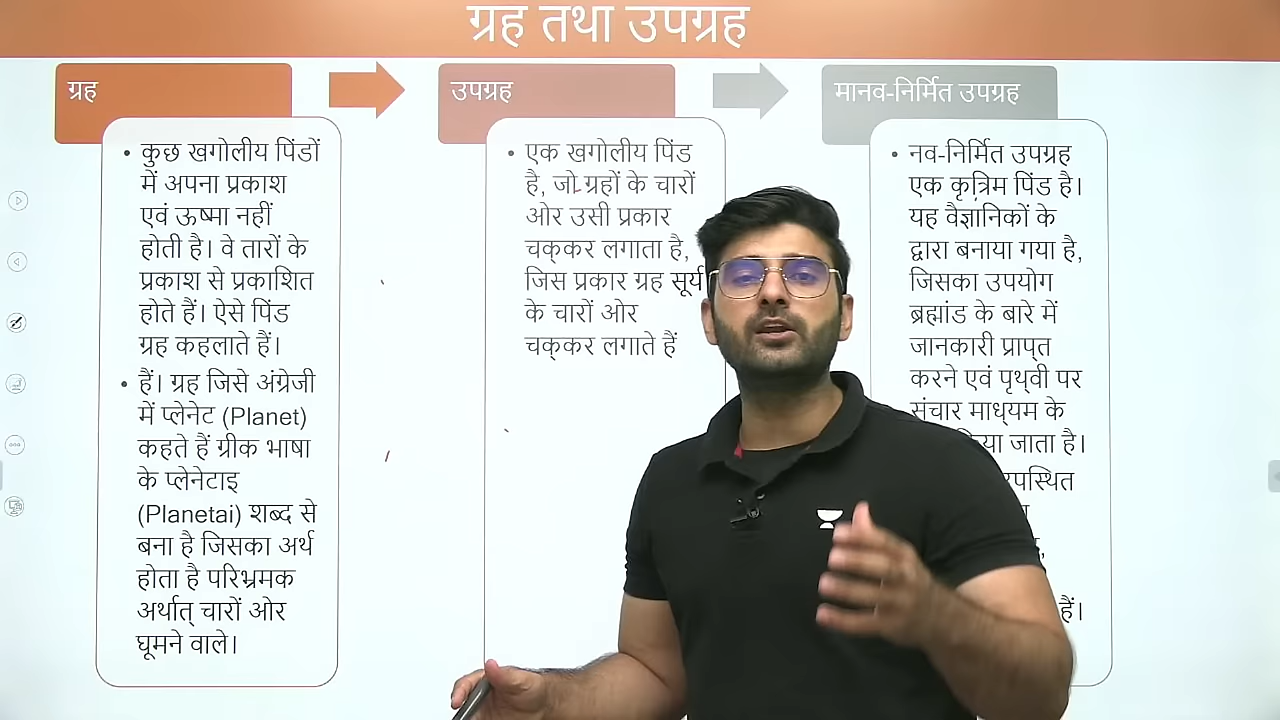 ग्रह तथा उपग्रह
ग्रह
कुछ खगोलीय पिंडों
में अपना प्रकाश
एवं ऊष्मा नहीं
होती है। वे तारों के
प्रकाश से प्रकाशित
होते हैं। ऐसे पिंड
ग्रह कहलाते हैं।
हैं। ग्रह जिसे अंग्रेजी
में प्लेनेट (Planet)
कहते हैं ग्रीक भाषा
के प्लेनेटाइ
(Planetai) शब्द से
बना है जिसका अर्थ
होता है परिभ्रमक
अर्थात् चारों ओर
घूमने वाले।
उपग्रह
एक खगोलीय पिंड
है, जो ग्रहों के चारों
ओर उसी प्रकार
चक्कर लगाता है,
जिस प्रकार ग्रह सूर्य
के चारों ओर
चक्कर लगाते हैं
मानव-निर्मित उपग्रह
नव-निर्मित उपग्रह
एक कृत्रिम पिंड है।
यह वैज्ञानिकों के
द्वारा बनाया गया है,
जिसका उपयोग
ब्रह्मांड के बारे में
जानकारी प्राप्त
करने एवं पृथ्वी पर
संचार माध्यम के
जाता है।
हैं।